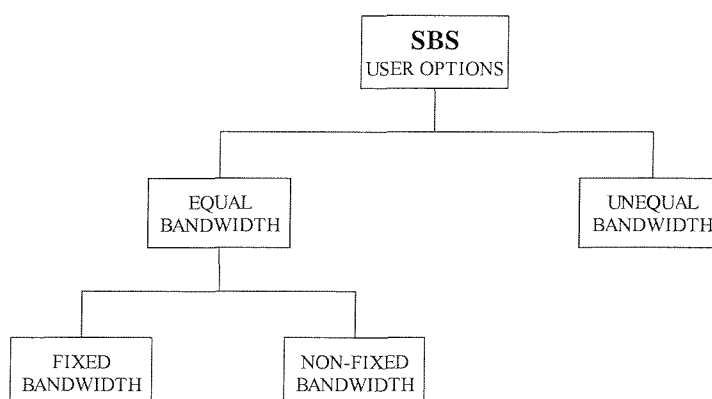 SBS
USER OPTIONS
EQUAL
BANDWIDTH
UNEQUAL
BANDWIDTH
FIXED
BANDWIDTH
NON-FIXED
BANDWIDTH